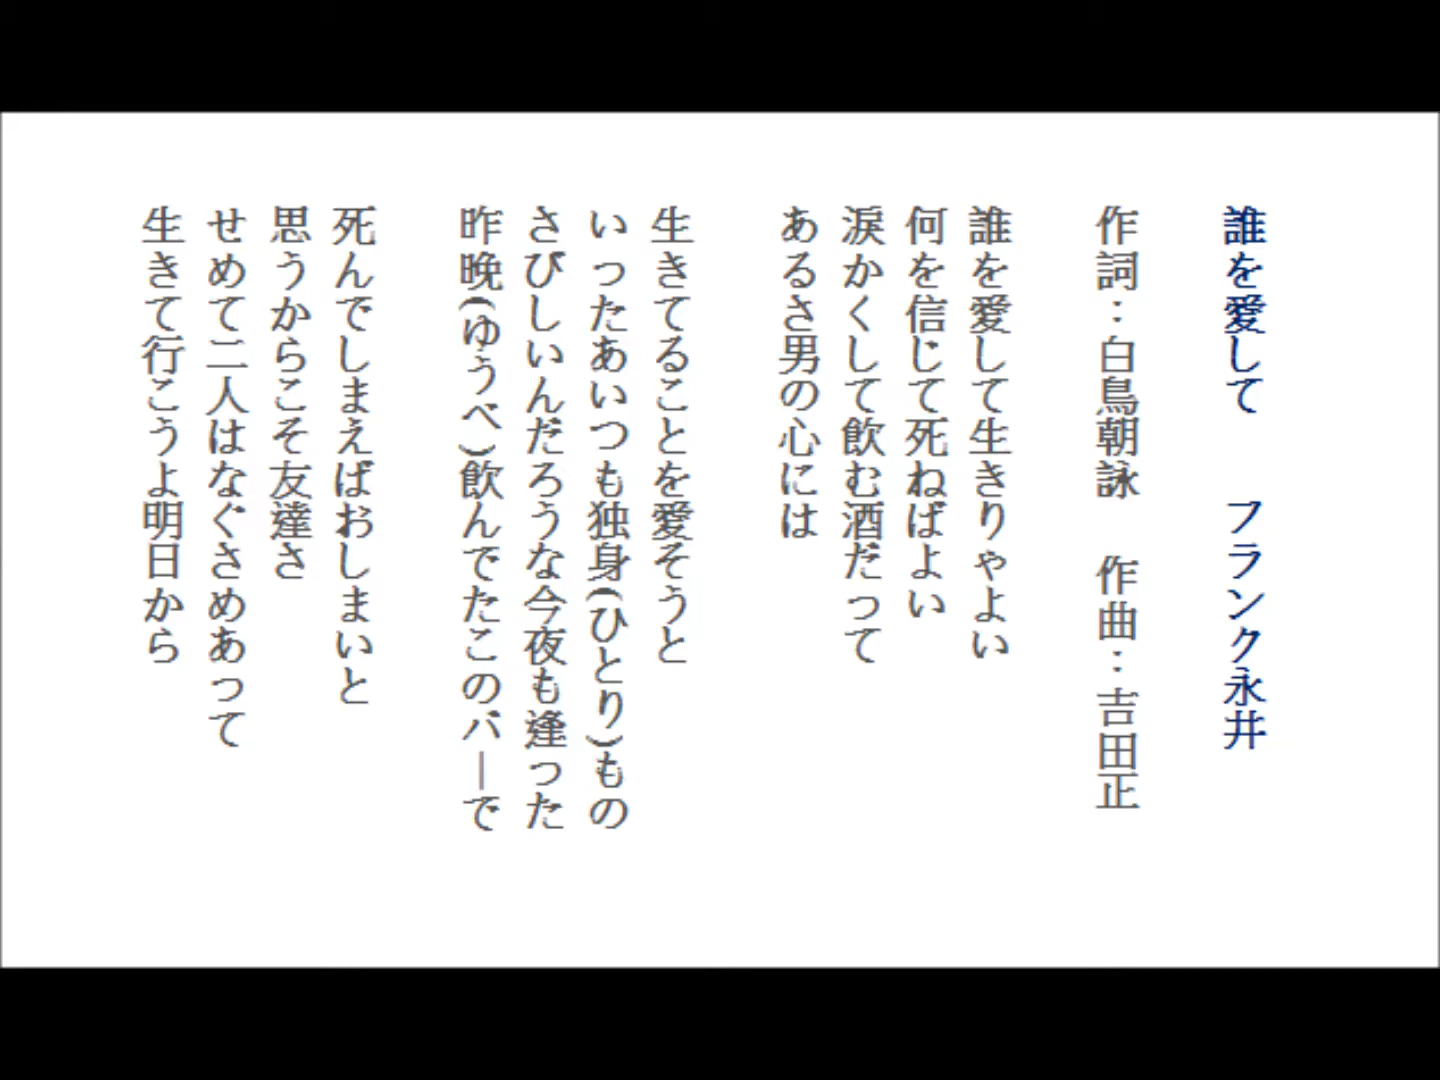 誰を愛して　　フランク永井
作詞：白鳥朝詠　作曲：吉田正
誰を愛して生きりゃよい
何を信じて死ねばよい
涙かくして飲む酒だって
あるさ男の心には
生きてることを愛そうと
いったあいつも独身(ひとり)もの
さびしいんだろうな今夜も逢った
昨晩(ゆうべ)飲んでたこのバーで
死んでしまえばおしまいと
思うからこそ友達さ
せめて二人はなぐさめあって
生きて行こうよ明日から